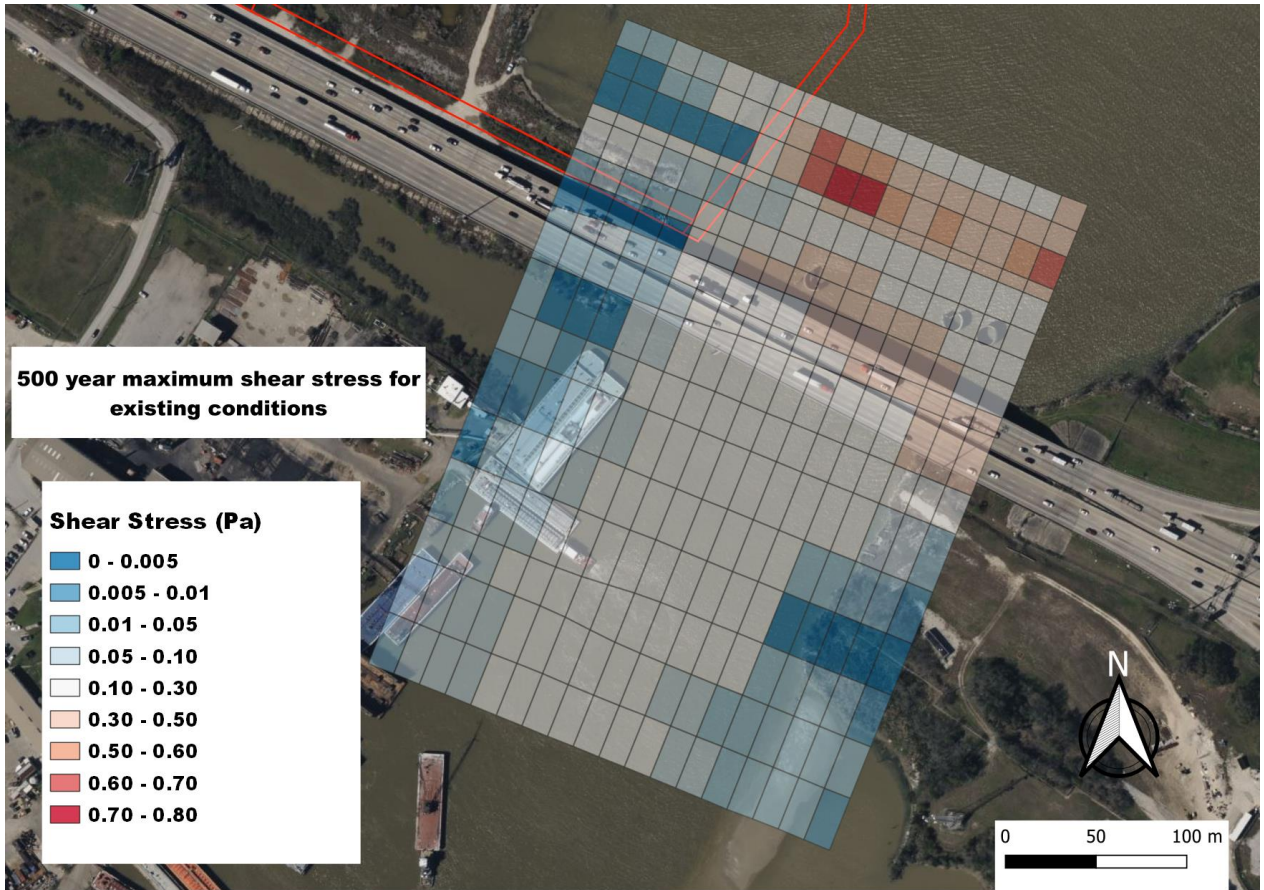 500 year maximum shear stress for
existing conditions
Shear Stress (Pa)
0 - 0.005
0.005 - 0.01
0.01 - 0.05
0.05 - 0.10
0.10 - 0.30
0.30 - 0.50
0.50 - 0.60
0.60 - 0.70
0.70 - 0.80
N
0 50 100 m